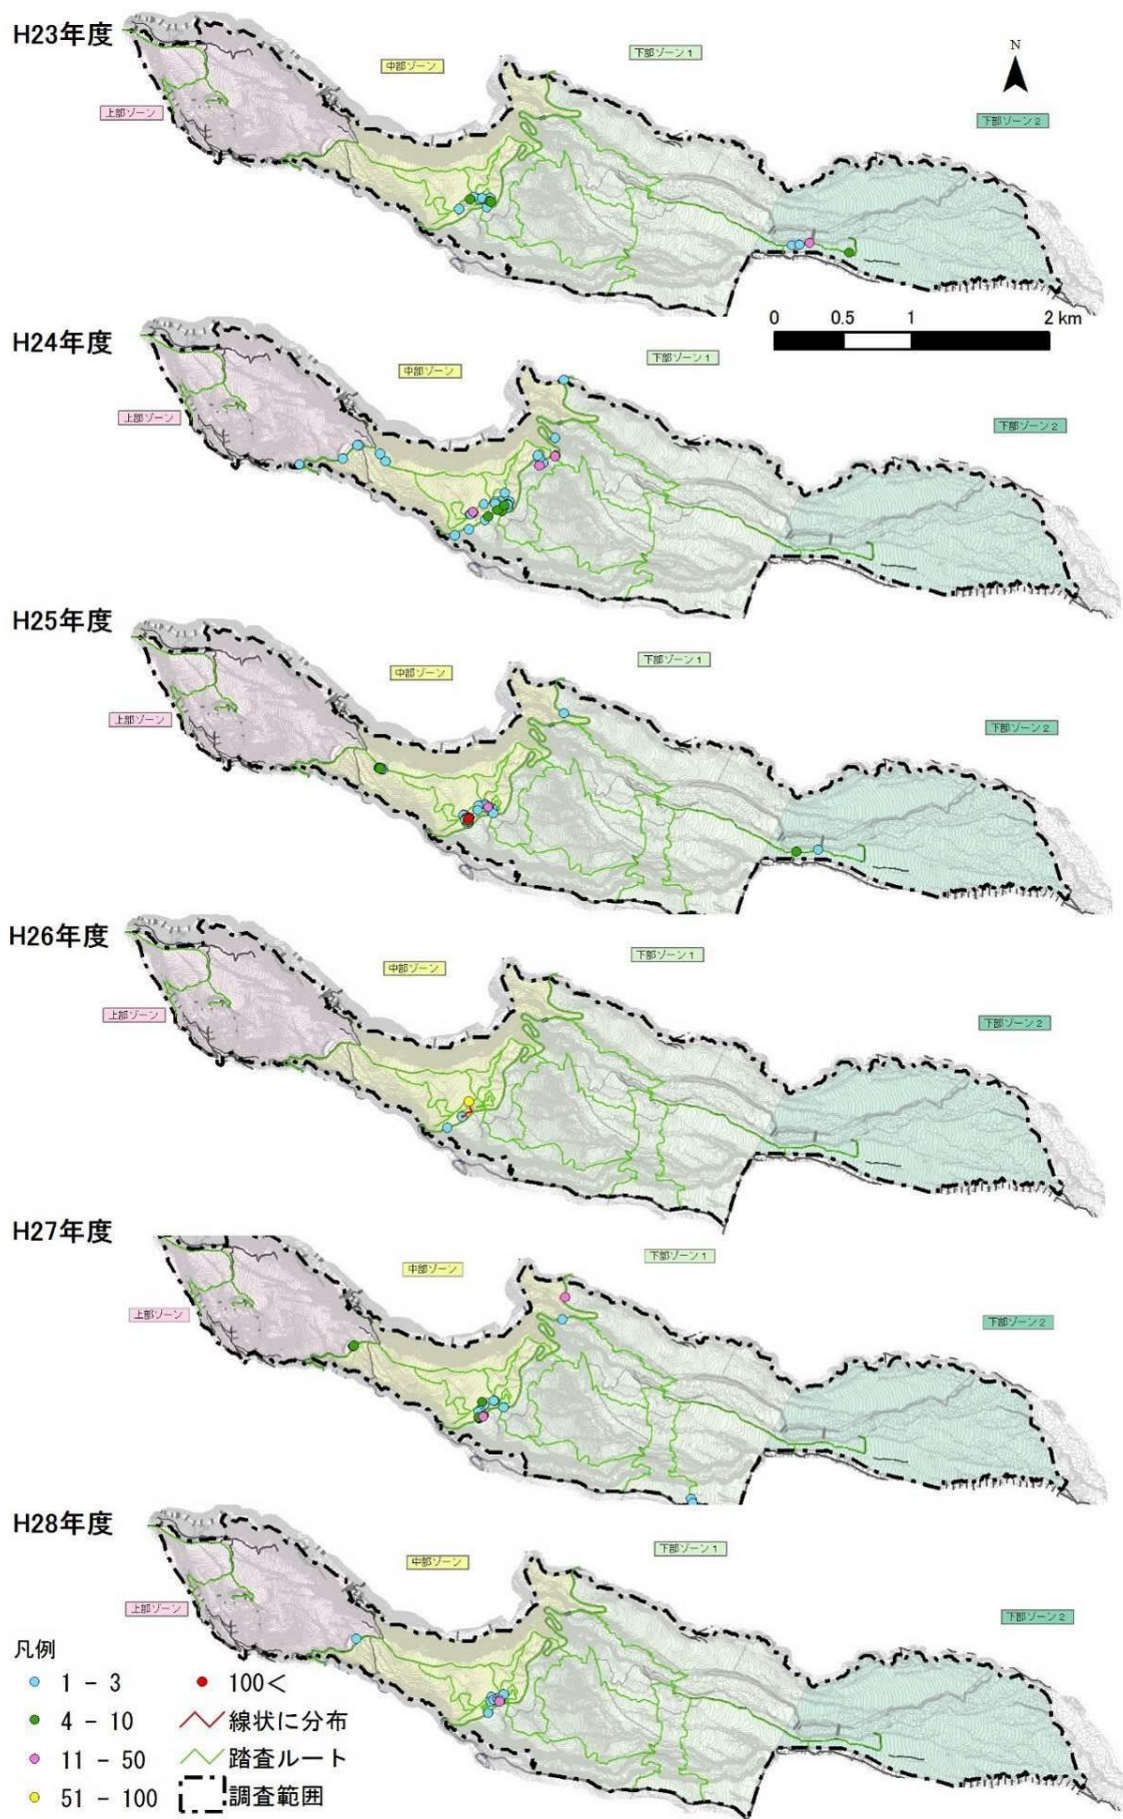 H23年度
中部ゾーン
下部ゾーン1
N
上部ゾーン
下部ゾーン2
0 0.5 1 2 km
H24年度
中部ゾーン
下部ゾーン1
上部ゾーン
下部ゾーン2
H25年度
中部ゾーン
下部ゾーン1
上部ゾーン
下部ゾーン2
H26年度
中部ゾーン
下部ゾーン1
上部ゾーン
下部ゾーン2
H27年度
中部ゾーン
下部ゾーン1
上部ゾーン
下部ゾーン2
H28年度
中部ゾーン
下部ゾーン1
上部ゾーン
下部ゾーン2
凡例
1 - 3
4 - 10
11 - 50
51 - 100
100<
線状に分布
踏査ルート
調査範囲